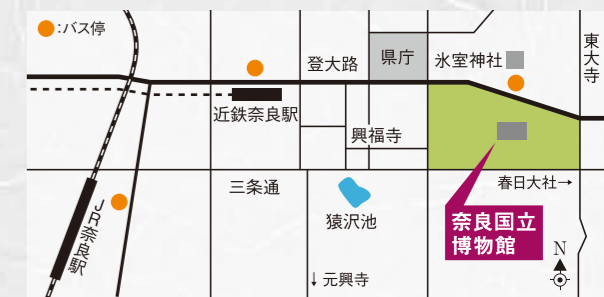 :バス停
登大路
県庁
氷室神社
東大寺
近鉄奈良駅
興福寺
三条通
春日大社→
JR奈良駅
猿沢池
奈良国立
博物館
↓元興寺
N